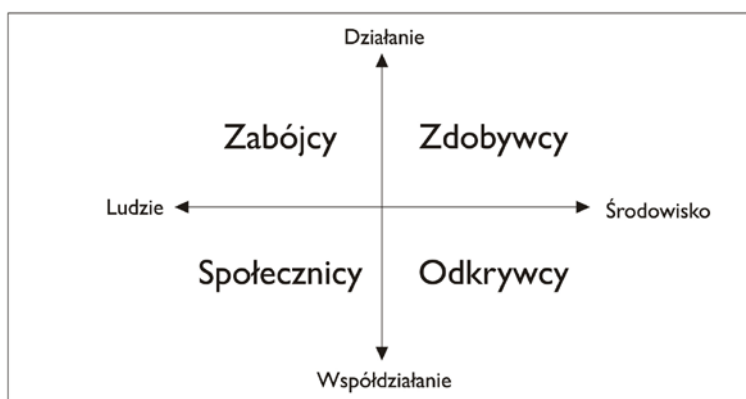 Działanie
Zabójcy
Zdobywcy
Ludzie
Środowisko
Społecznicy
Odkrywcy
Współdziałanie